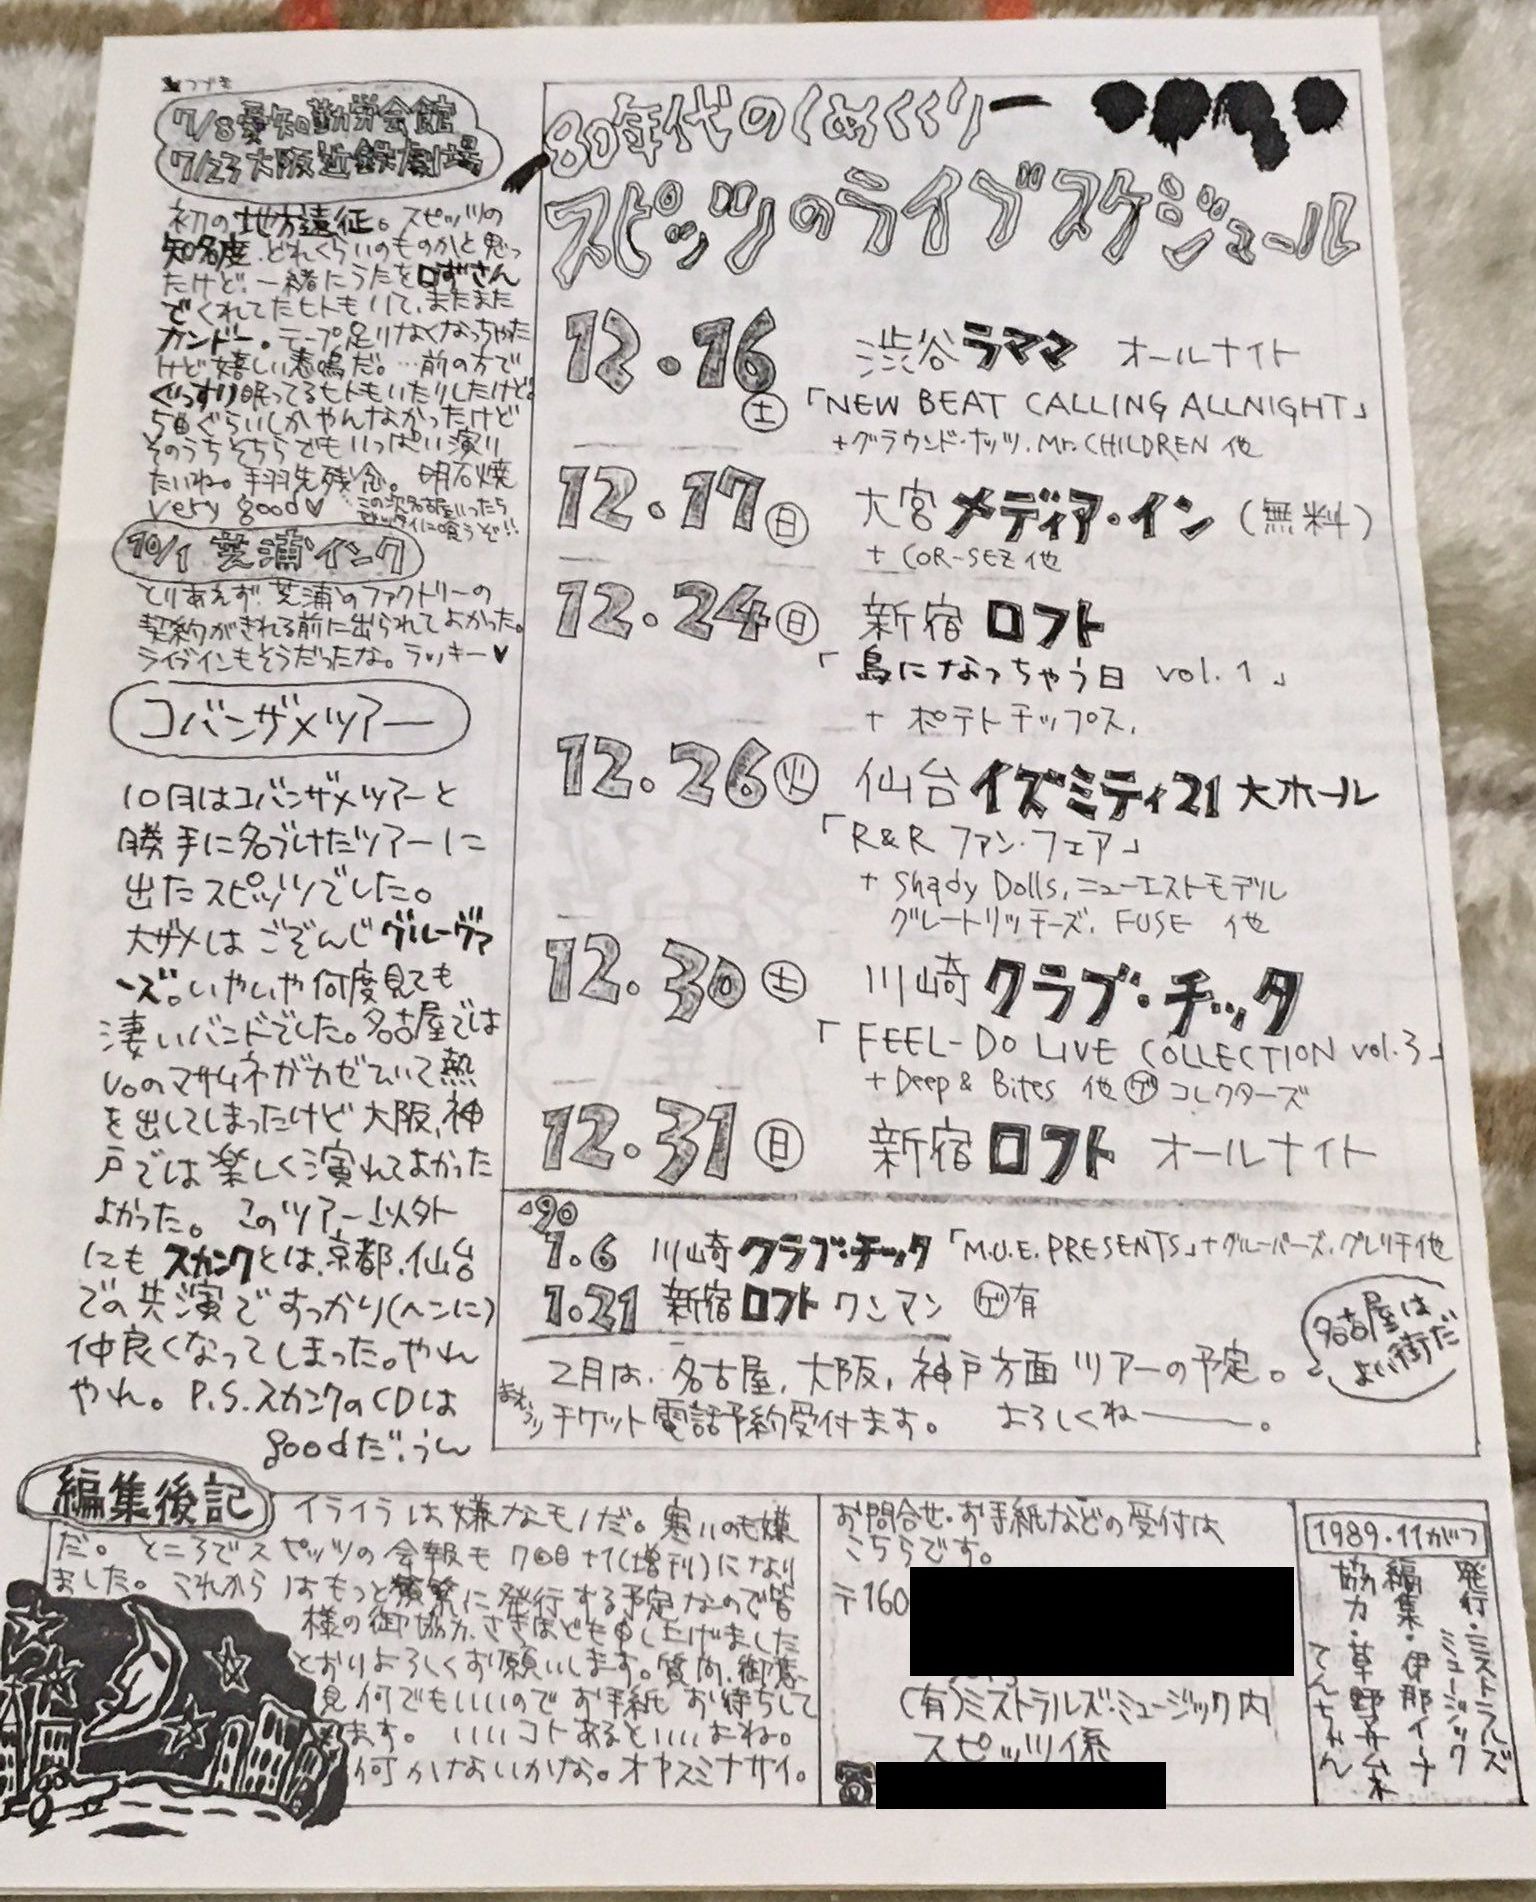 つづき
7/8 愛知勤労会館
7/23 大阪近鉄劇場
初の地方遠征。スピッツの
知名度、どれくらいのものかと思っ
たけど、一緒にうたを口ずさん
でくれてたヒトもいて、またまた
カンドー。テープ足りなくなっちゃた
けど嬉しい悲鳴だ。…前の方で
ぐっすり眠ってるヒトもいたりしたけど。
5曲ぐらいしかやんなかったけど
そのうちそちらでもいっぱい演り
たいね。手羽先残念。明石焼
very good♥
この次名古屋いったら
ゼッタイに喰うぞ!!
10/1 芝浦インク
とりあえず、芝浦のファクトリーの
契約がきれる前に出られてよかった。
ライブインもそうだったな。ラッキー♥
コバンザメツアー
10月はコバンザメツアーと
勝手に名づけたツアーに
出たスピッツでした。
大ザメはごぞんじグルーヴァ
ーズ。いやいや何度見ても
凄いバンドでした。名古屋では
Vo.のマサムネがカゼひいて熱
を出してしまったけど大阪、神
戸では楽しく演れてよかった
よかった。このツアー以外
にもスカンクとは、京都、仙台
での共演ですっかり(ヘンに)
仲良くなってしまった。やれ
やれ。P.S.スカンクのCDは
goodだ、うん
80年代のしめくくりー
スピッツのライブスケジュール
12.16㊏ 渋谷ラママ オールナイト
「NEW BEAT CALLING ALLNIGHT」
+グラウンド・ナッツ、Mr.CHILDREN 他
12.17㊐ 大宮メディア・イン(無料)
+ COR-SEZ 他
12.24㊐ 新宿ロフト
「鳥になっちゃう日 vol.1」
+ ポテトチップス、
12.26㊋ 仙台イズミティ21 大ホール
「R&R ファン・フェア」
+ Shady Dolls, ニューエストモデル
グレートリッチーズ、FUSE 他
12.30㊏ 川崎クラブ・チッタ
「FEEL-DO LIVE COLLECTION vol.3」
+ Deep & Bites 他 ゲ コレクターズ
12.31㊐ 新宿ロフト オールナイト
'90
1.6 川崎クラブ・チッタ「M.U.E. PRESENTS」+グルーバーズ、グレリチ他
1.21 新宿ロフト ワンマン ゲ有
2月は、名古屋、大阪、神戸方面ツアーの予定。
名古屋は
よい街だ
まえうりチケット電話予約受付ます。 よろしくねーーー。
編集後記
イライラは嫌なモノだ。寒いのも嫌
だ。ところでスピッツの会報も7回目+1(増刊)になり
ました。これからはもっと頻繁に発行する予定なので皆
様の御協力、さきほども申し上げました
とおりよろしくお願いします。質問、御意
見何でもいいのでお手紙お待ちして
ます。いいコトあるといいよね。
何かないかな。オヤスミナサイ。
お問合せ・お手紙などの受付は
こちらです。
〒160
(有)ミストラルズ・ミュージック内
スピッツ係
1989.11がつ
発行・ミストラルズ
ミュージック
編集・伊那イーナ
協力・草野サム
てんちょん